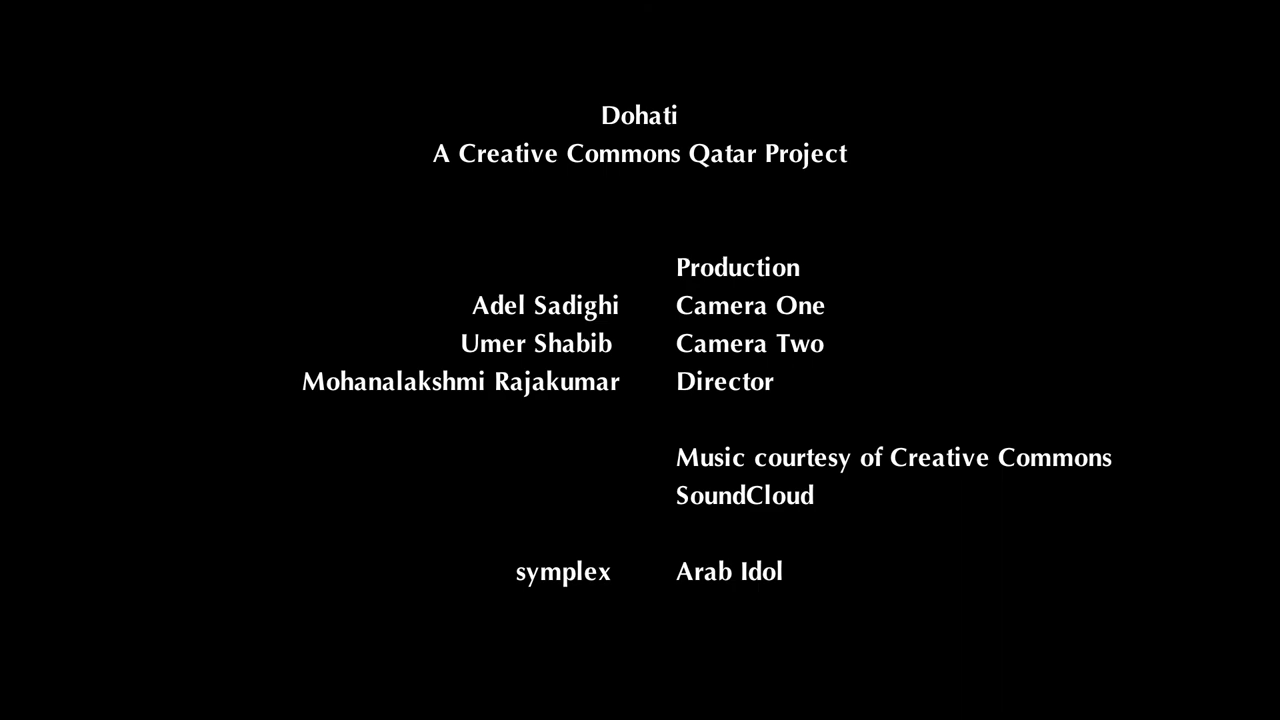 Dohati
A Creative Commons Qatar Project
Production
Adel Sadighi Camera One
Umer Shabib Camera Two
Mohanalakshmi Rajakumar Director
Music courtesy of Creative Commons
SoundCloud
symplex Arab Idol